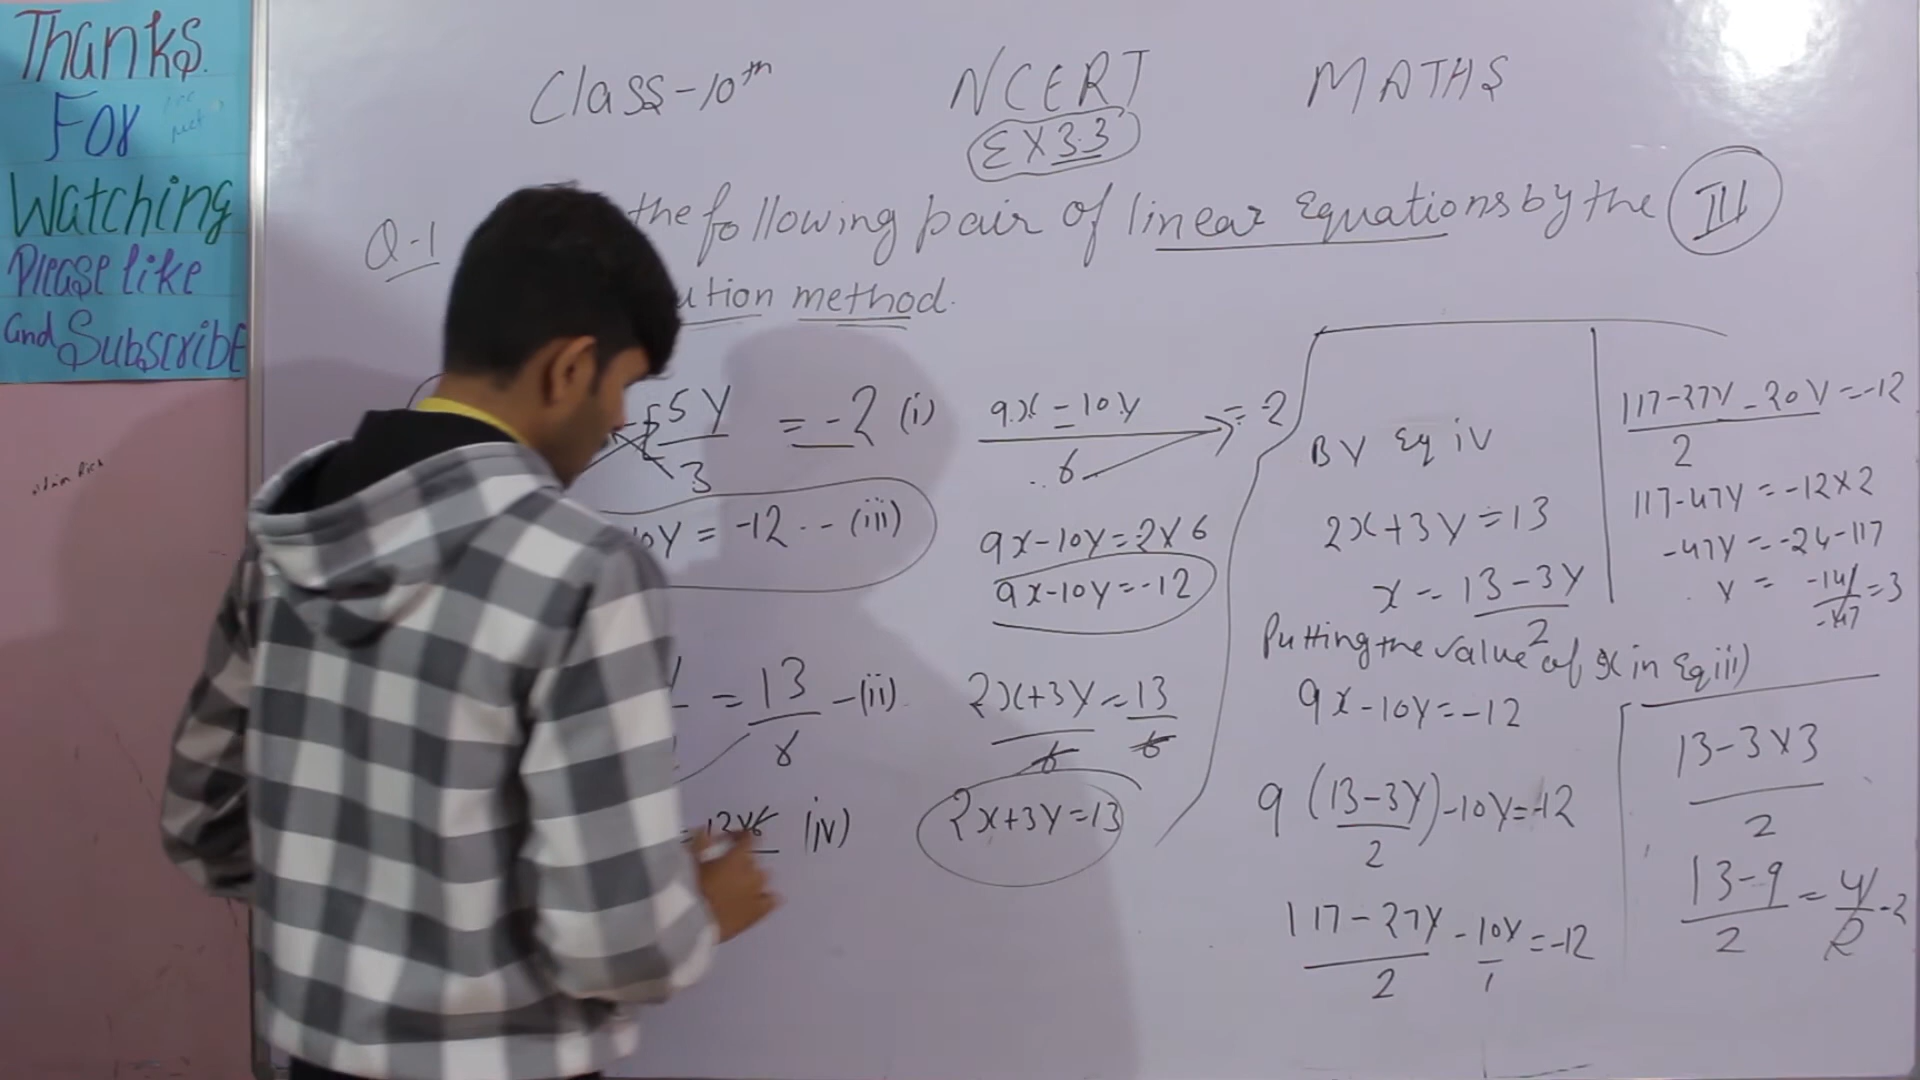 Thanks
For
Watching
Please like
and Subscribe
Class-10th NCERT MATHS
EX 3.3
Q-1 the following pair of linear Equations by the III
ution method.
5Y
= -2 (i)
3
0Y = -12 -- (iii)
= 13 - (ii)
(iv)
9x - 10y = -2
6
9x-10y=-2x6
9x-10y=-12
2x+3y = 13
6 6
2x+3y=13
By Eq iv
2x+3y=13
x = 13-3y
2
Putting the value of x in Eq iii)
9x-10y=-12
9 (13-3y) -10y=-12
2
117-27y - 10y = -12
2 1
117-27y - 20y = -12
2
117-47y = -12x2
-47y = -24-117
y = -141 = 3
-47
13-3x3
2
13-9 = 4 - 2
2 2